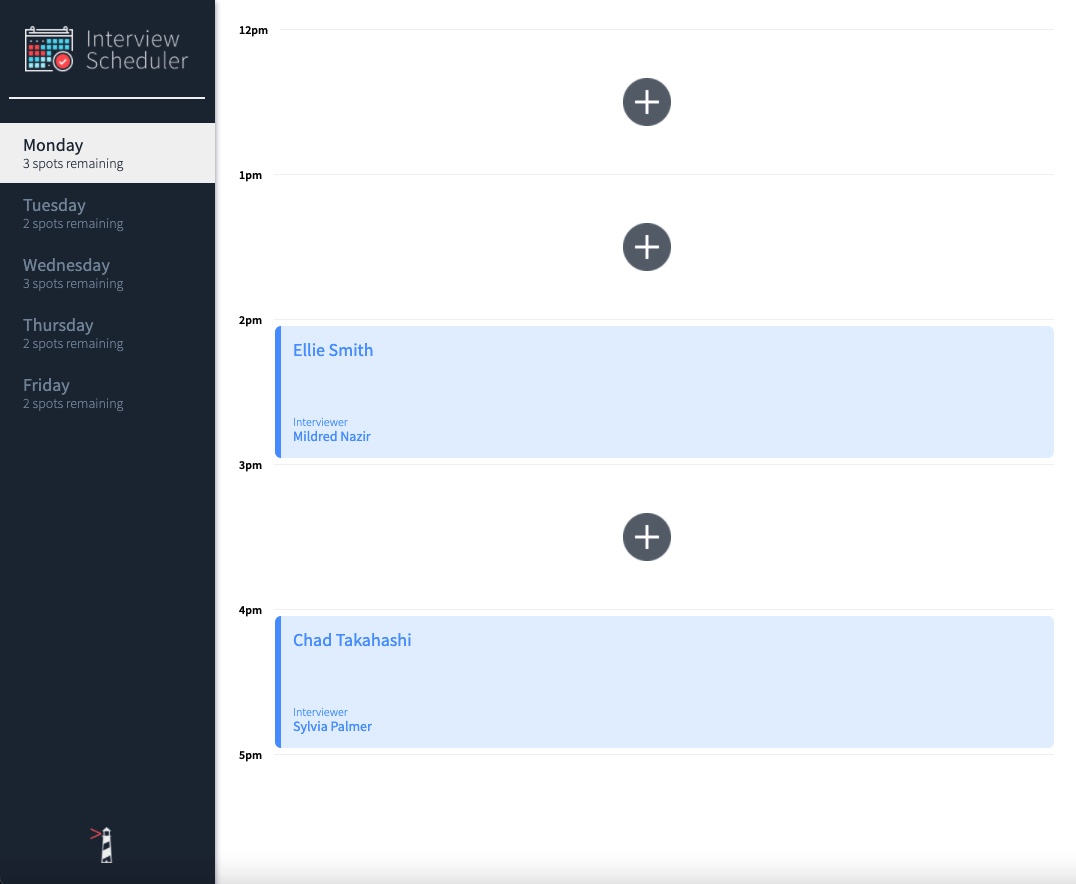 Interview
Scheduler
Monday
3 spots remaining
Tuesday
2 spots remaining
Wednesday
3 spots remaining
Thursday
2 spots remaining
Friday
2 spots remaining
12pm
1pm
2pm
Ellie Smith
Interviewer
Mildred Nazir
3pm
4pm
Chad Takahashi
Interviewer
Sylvia Palmer
5pm